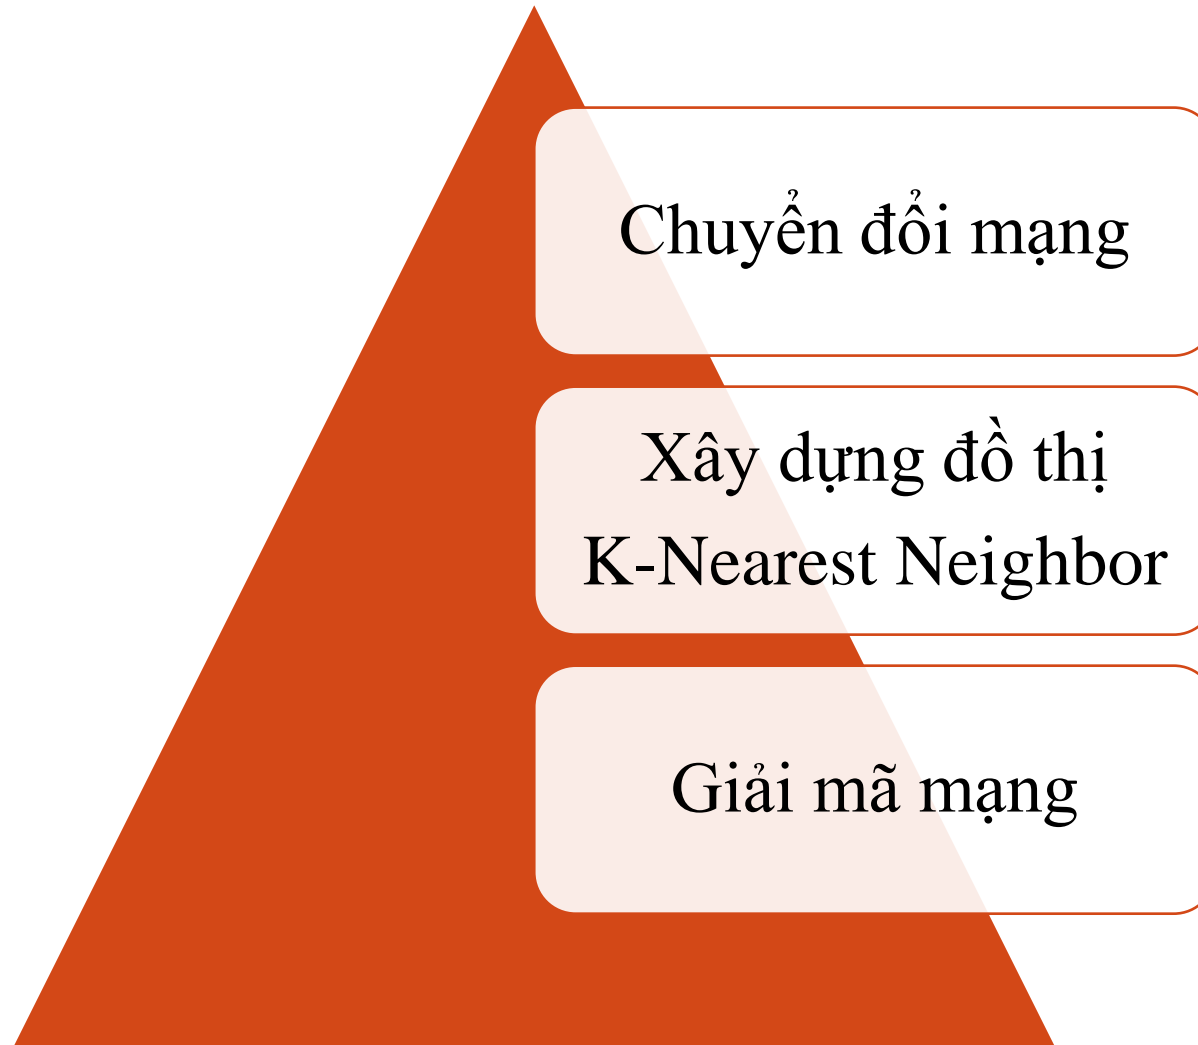 Chuyển đổi mạng
Xây dựng đồ thị
K-Nearest Neighbor
Giải mã mạng